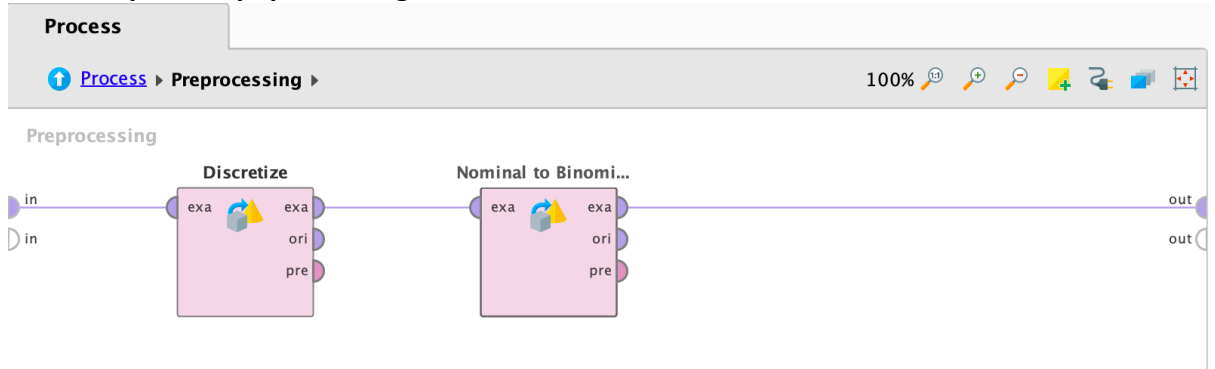 Process
Process Preprocessing
100%
Preprocessing
Discretize
Nominal to Binomi...
in
exa
exa
exa
exa
out
in
ori
ori
out
pre
pre